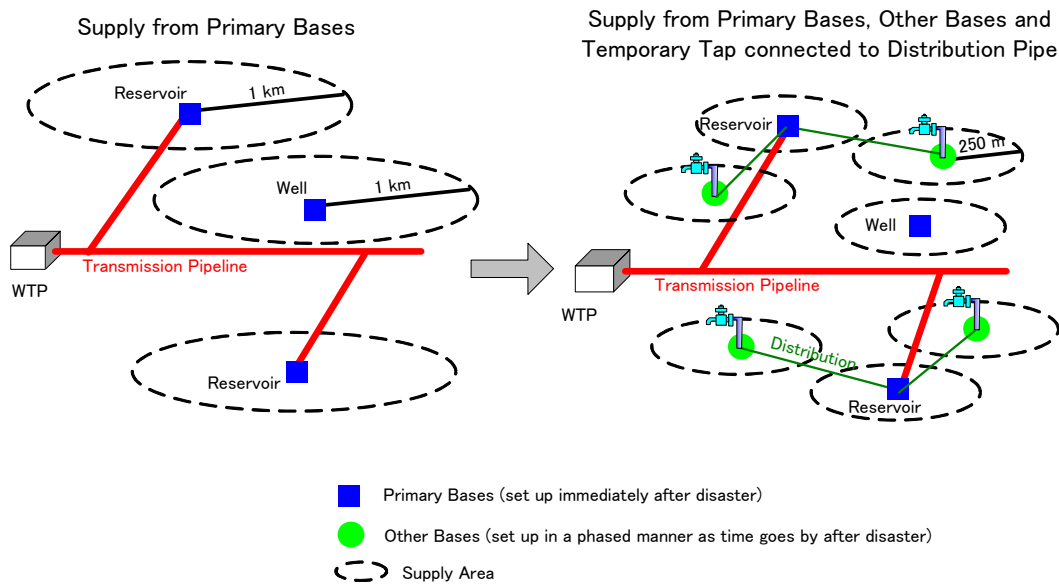 Supply from Primary Bases
Reservoir
1 km
Well
1 km
WTP
Transmission Pipeline
Reservoir
Supply from Primary Bases, Other Bases and
Temporary Tap connected to Distribution Pipe
Reservoir
250 m
Well
WTP
Transmission Pipeline
Distribution
Reservoir
Primary Bases (set up immediately after disaster)
Other Bases (set up in a phased manner as time goes by after disaster)
Supply Area